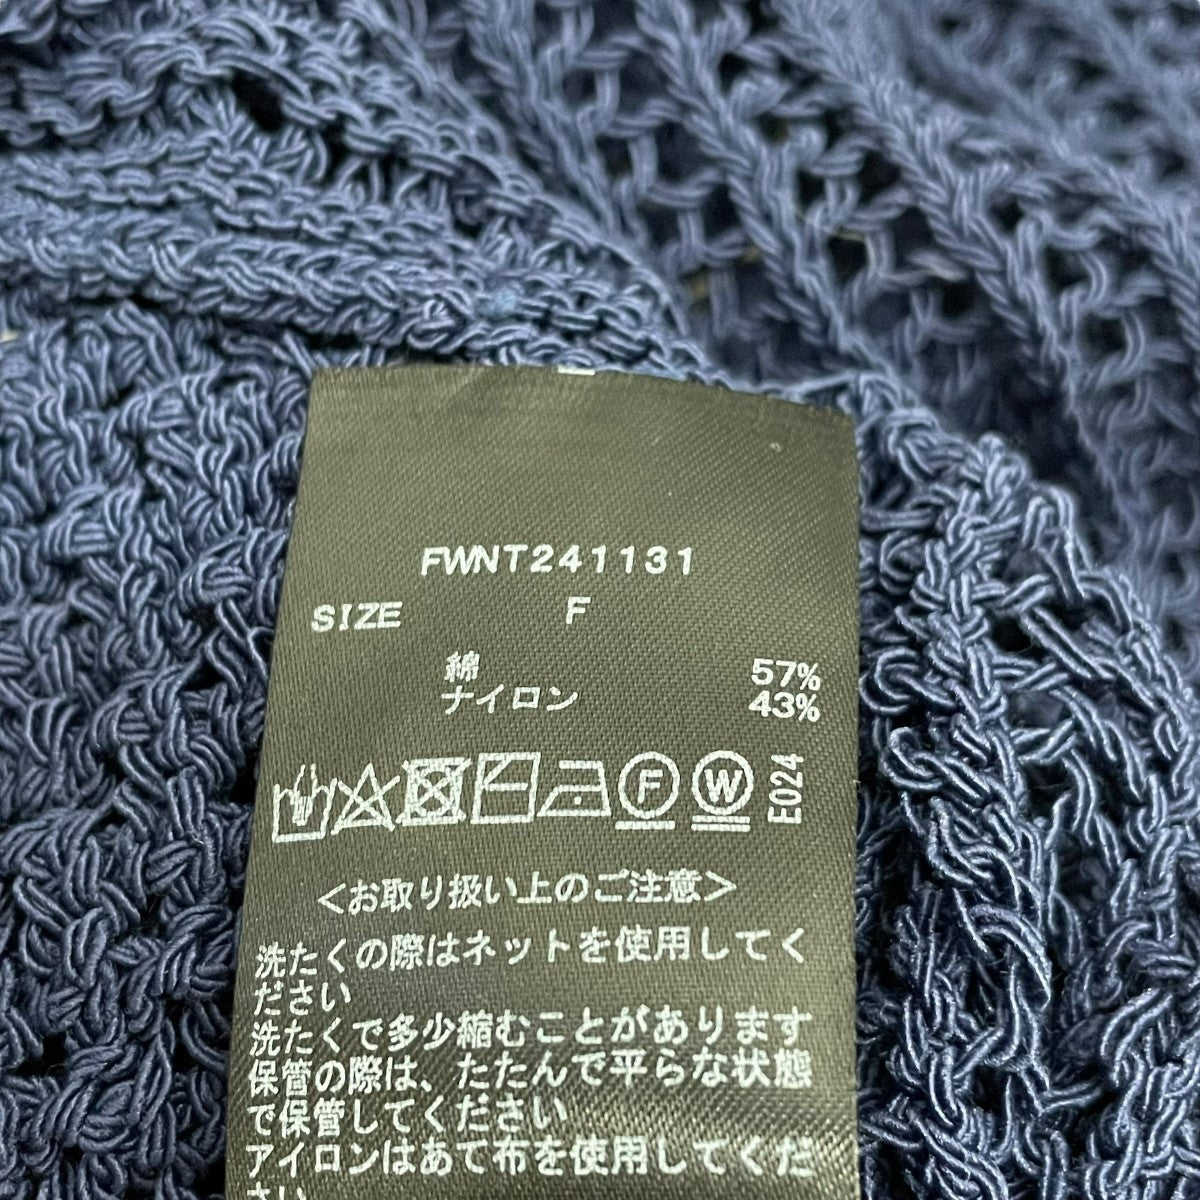 FWNT241131
SIZE F
綿 57%
ナイロン 43%
F W E024
<お取り扱い上のご注意>
洗たくの際はネットを使用してく
ださい
洗たくで多少縮むことがあります
保管の際は、たたんで平らな状態
で保管してください
アイロンはあて布を使用してくだ
さい